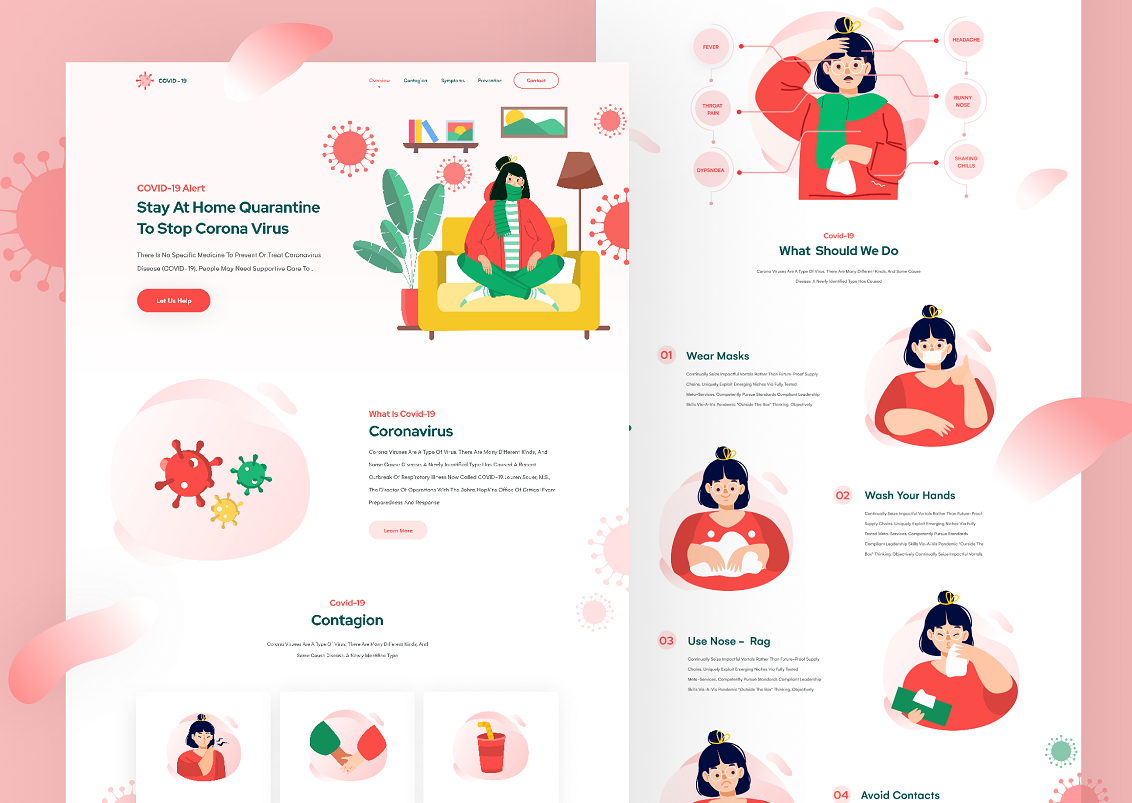 COVID - 19
Overview Contagion Symptoms Prevention Contact
COVID-19 Alert
Stay At Home Quarantine
To Stop Corona Virus
There Is No Specific Medicine To Prevent Or Treat Coronavirus
Disease (COVID-19). People May Need Supportive Care To .
Let Us Help
What Is Covid-19
Coronavirus
Corona Viruses Are A Type Of Virus. There Are Many Different Kinds, And
Some Cause Disease. A Newly Identified Type Has Caused A Recent
Outbreak Of Respiratory Illness Now Called COVID-19.Lauren Sauer, M.S.,
The Director Of Operations With The Johns Hopkins Office Of Critical Event
Preparedness And Response
Learn More
Covid-19
Contagion
Corona Viruses Are A Type Of Virus. There Are Many Different Kinds, And
Some Cause Disease. A Newly Identified Type
FEVER
HEADACHE
THROAT
PAIN
RUNNY
NOSE
DYPSNOEA
SHAKING
CHILLS
Covid-19
What Should We Do
Corona Viruses Are A Type Of Virus. There Are Many Different Kinds, And Some Cause
Disease. A Newly Identified Type Has Caused
01 Wear Masks
Continually Seize Impactful Vortals Rather Than Future-Proof Supply
Chains. Uniquely Exploit Emerging Niches Via Fully Tested
Meta-Services. Competently Pursue Standards Compliant Leadership
Skills Vis-A-Vis Pandemic "Outside The Box" Thinking. Objectively
02 Wash Your Hands
Continually Seize Impactful Vortals Rather Than Future-Proof
Supply Chains. Uniquely Exploit Emerging Niches Via Fully
Tested Meta-Services. Competently Pursue Standards
Compliant Leadership Skills Vis-A-Vis Pandemic "Outside The
Box" Thinking. Objectively Continually Seize Impactful Vortals
03 Use Nose - Rag
Continually Seize Impactful Vortals Rather Than Future-Proof Supply
Chains. Uniquely Exploit Emerging Niches Via Fully Tested
Meta-Services. Competently Pursue Standards Compliant Leadership
Skills Vis-A-Vis Pandemic "Outside The Box" Thinking. Objectively
04 Avoid Contacts